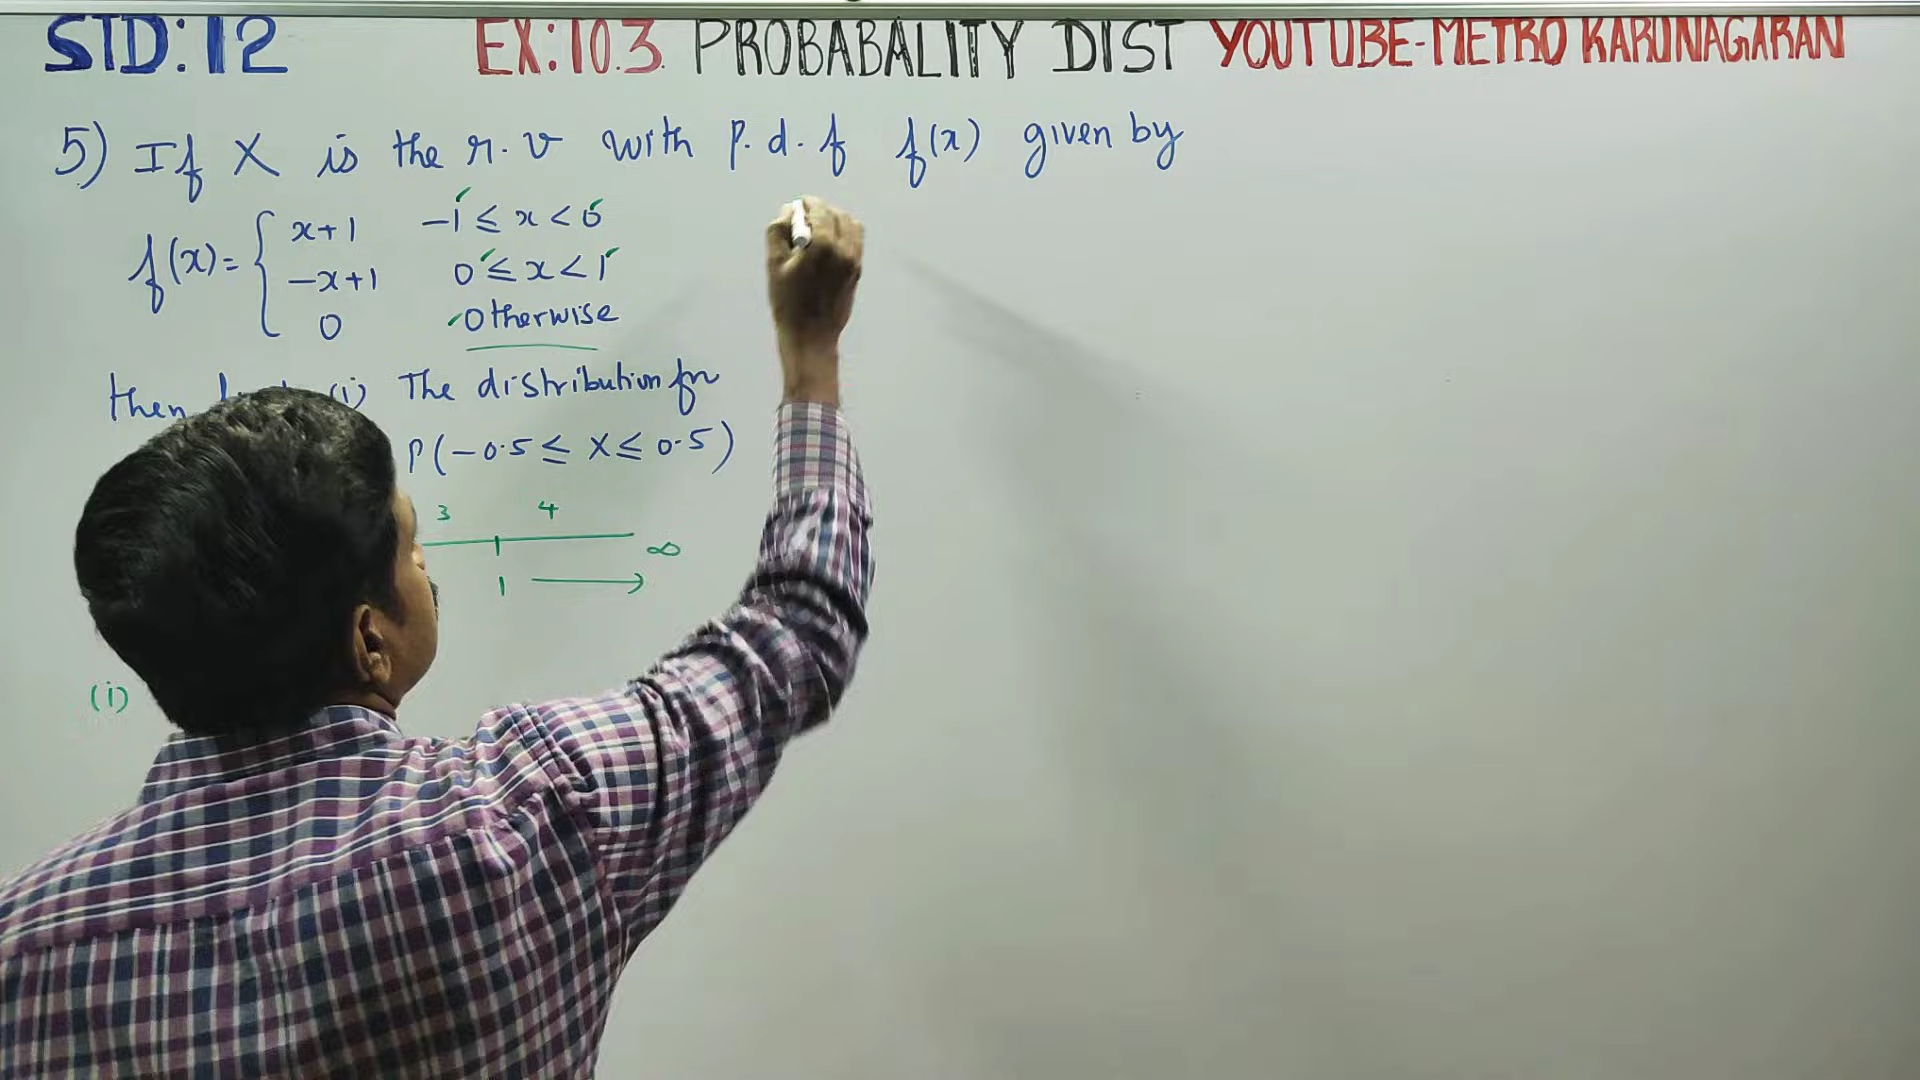 STD:12 EX:10.3 PROBABALITY DIST YOUTUBE-METRO KARUNAGARAN
5) If X is the r.v with p.d.f f(x) given by
f(x)= { x+1 -1 ≤ x < 0
-x+1 0 ≤ x < 1
0 Otherwise
then (i) The distribution fn
P(-0.5 ≤ X ≤ 0.5)
3 4
∞
1
(i)